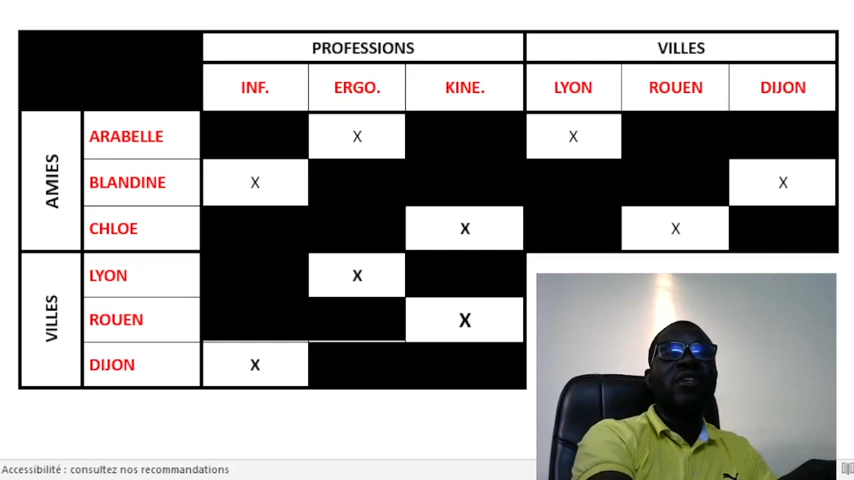 PROFESSIONS VILLES
INF. ERGO. KINE. LYON ROUEN DIJON
AMIES
ARABELLE X X
BLANDINE X X
CHLOE X X
VILLES
LYON X
ROUEN X
DIJON X
Accessibilité : consultez nos recommandations